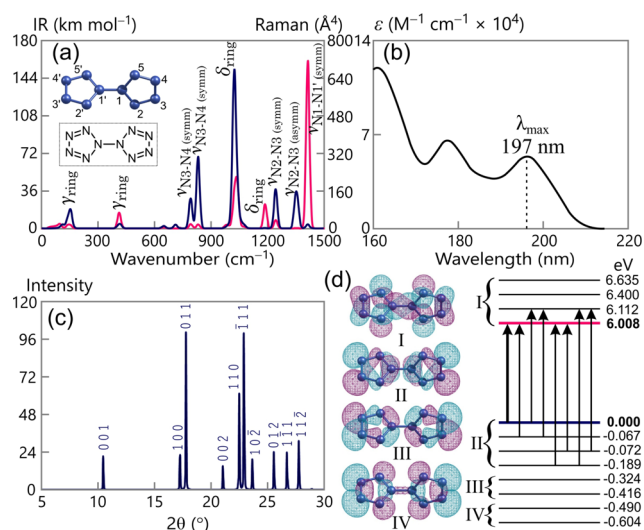 IR (km mol⁻¹) Raman (Å⁴)
(a)
180
144
108
72
36
0
800
640
480
320
160
0
0 300 600 900 1200 1500
Wavenumber (cm⁻¹)
5' 5
4' 4
1' 1
3' 3
2' 2
N N N N N – N N N N N
γring
γring
νN3-N4 (symm)
νN3-N4 (symm)
δring
δring
νN2-N3 (symm)
νN2-N3 (asymm)
νN1-N1' (symm)
ε (M⁻¹ cm⁻¹ × 10⁴)
(b)
14
7
0
λmax
197 nm
160 180 200 220
Wavelength (nm)
Intensity
(c)
120
96
72
48
24
0
0 0 1
1 0 0
0 1 1
0 0 2
1 1 0
1̄ 1 1
1 0 2̄
0 1 2
1 1 1
1 1 2̄
5 10 15 20 25 30
2θ (°)
(d)
I
II
III
IV
eV
I
6.635
6.400
6.112
6.008
II
0.000
-0.067
-0.072
-0.189
III
-0.324
-0.416
IV
-0.490
-0.604